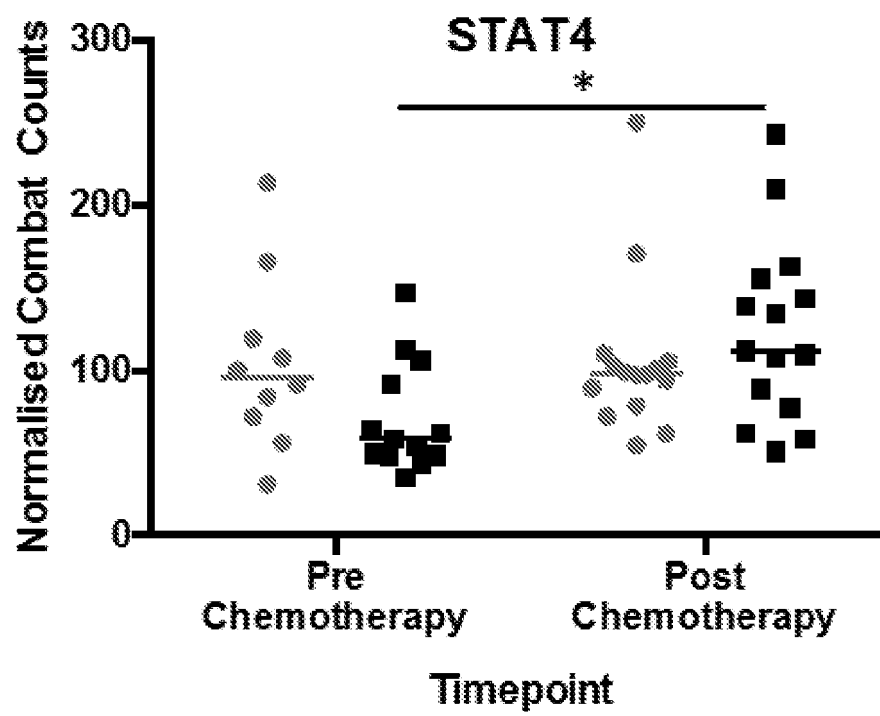 STAT4
*
300
200
100
0
Normalised Combat Counts
Pre
Chemotherapy
Post
Chemotherapy
Timepoint